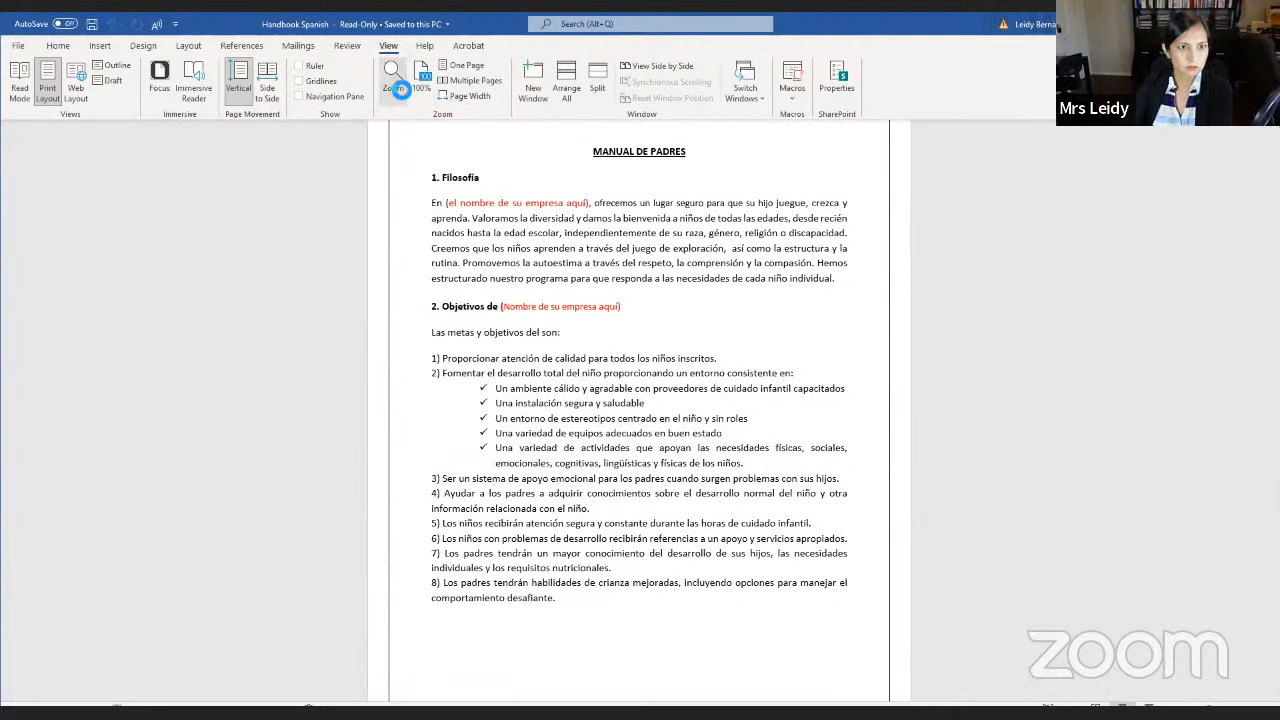 AutoSave Off Handbook Spanish - Read-Only • Saved to this PC Search (Alt+Q) Leidy Berna
File Home Insert Design Layout References Mailings Review View Help Acrobat
Read Mode Print Layout Web Layout Outline Draft Focus Immersive Reader Vertical Side to Side Ruler Gridlines Navigation Pane Zoom 100% One Page Multiple Pages Page Width New Window Arrange All Split View Side by Side Synchronous Scrolling Reset Window Position Switch Windows Macros Properties
Views Immersive Page Movement Show Zoom Window Macros SharePoint
Mrs Leidy
MANUAL DE PADRES
1. Filosofía
En (el nombre de su empresa aquí), ofrecemos un lugar seguro para que su hijo juegue, crezca y
aprenda. Valoramos la diversidad y damos la bienvenida a niños de todas las edades, desde recién
nacidos hasta la edad escolar, independientemente de su raza, género, religión o discapacidad.
Creemos que los niños aprenden a través del juego de exploración, así como la estructura y la
rutina. Promovemos la autoestima a través del respeto, la comprensión y la compasión. Hemos
estructurado nuestro programa para que responda a las necesidades de cada niño individual.
2. Objetivos de (Nombre de su empresa aquí)
Las metas y objetivos del son:
1) Proporcionar atención de calidad para todos los niños inscritos.
2) Fomentar el desarrollo total del niño proporcionando un entorno consistente en:
✓ Un ambiente cálido y agradable con proveedores de cuidado infantil capacitados
✓ Una instalación segura y saludable
✓ Un entorno de estereotipos centrado en el niño y sin roles
✓ Una variedad de equipos adecuados en buen estado
✓ Una variedad de actividades que apoyan las necesidades físicas, sociales,
emocionales, cognitivas, lingüísticas y físicas de los niños.
3) Ser un sistema de apoyo emocional para los padres cuando surgen problemas con sus hijos.
4) Ayudar a los padres a adquirir conocimientos sobre el desarrollo normal del niño y otra
información relacionada con el niño.
5) Los niños recibirán atención segura y constante durante las horas de cuidado infantil.
6) Los niños con problemas de desarrollo recibirán referencias a un apoyo y servicios apropiados.
7) Los padres tendrán un mayor conocimiento del desarrollo de sus hijos, las necesidades
individuales y los requisitos nutricionales.
8) Los padres tendrán habilidades de crianza mejoradas, incluyendo opciones para manejar el
comportamiento desafiante.
zoom